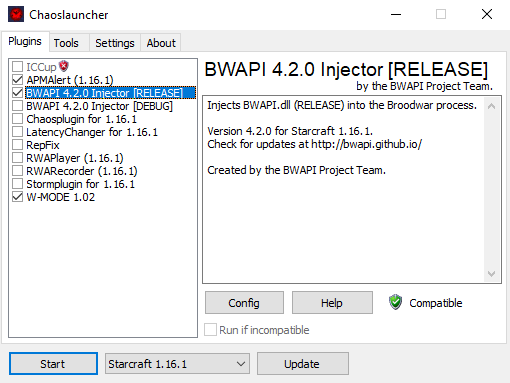 Chaoslauncher
Plugins Tools Settings About
ICCup
APMAlert (1.16.1)
BWAPI 4.2.0 Injector [RELEASE]
BWAPI 4.2.0 Injector [DEBUG]
Chaosplugin for 1.16.1
LatencyChanger for 1.16.1
RepFix
RWAPlayer (1.16.1)
RWARecorder (1.16.1)
Stormplugin for 1.16.1
W-MODE 1.02
BWAPI 4.2.0 Injector [RELEASE]
by the BWAPI Project Team.
Injects BWAPI.dll (RELEASE) into the Broodwar process.
Version 4.2.0 for Starcraft 1.16.1.
Check for updates at http://bwapi.github.io/
Created by the BWAPI Project Team.
Config Help Compatible
Run if incompatible
Start Starcraft 1.16.1 Update